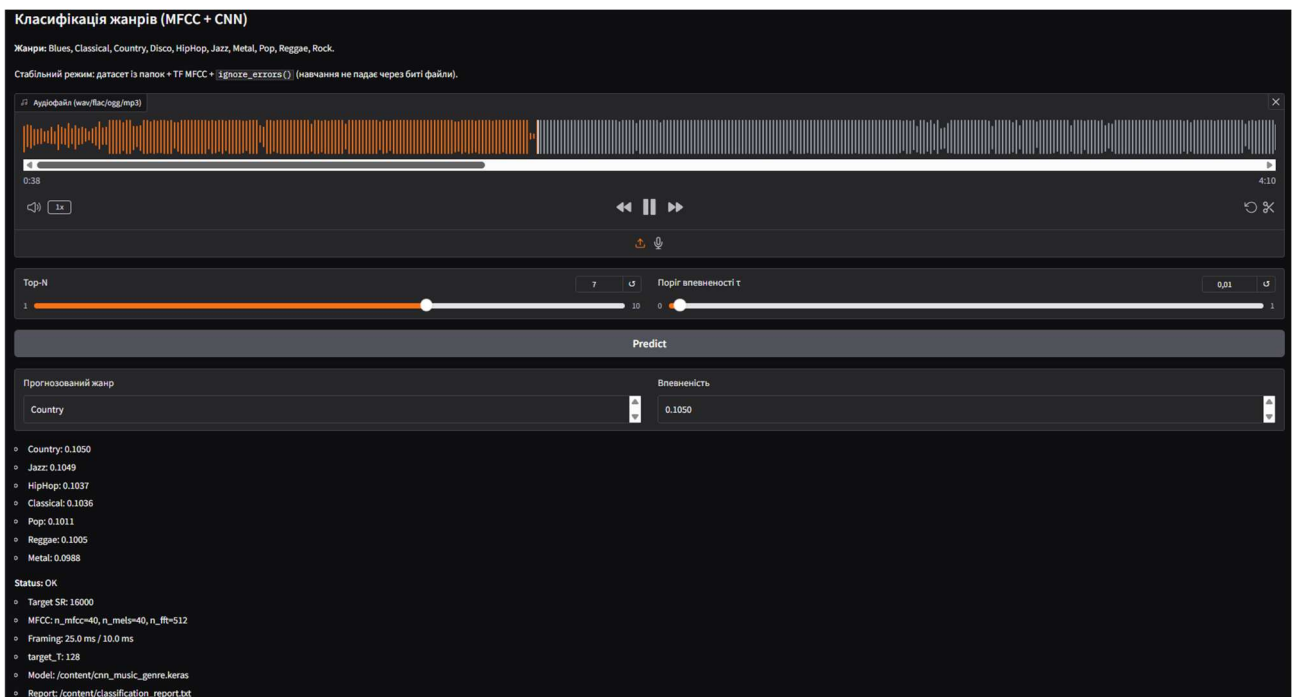 Класифікація жанрів (MFCC + CNN)
Жанри: Blues, Classical, Country, Disco, HipHop, Jazz, Metal, Pop, Reggae, Rock.
Стабільний режим: датасет із папок + TF MFCC + ignore_errors() (навчання не падає через биті файли).
Аудіофайл (wav/flac/ogg/mp3)
0:38 4:10
1x
Top-N 7 Поріг впевненості τ 0,01
1 10 0 1
Predict
Прогнозований жанр Впевненість
Country 0.1050
Country: 0.1050
Jazz: 0.1049
HipHop: 0.1037
Classical: 0.1036
Pop: 0.1011
Reggae: 0.1005
Metal: 0.0988
Status: OK
Target SR: 16000
MFCC: n_mfcc=40, n_mels=40, n_fft=512
Framing: 25.0 ms / 10.0 ms
target_T: 128
Model: /content/cnn_music_genre.keras
Report: /content/classification_report.txt